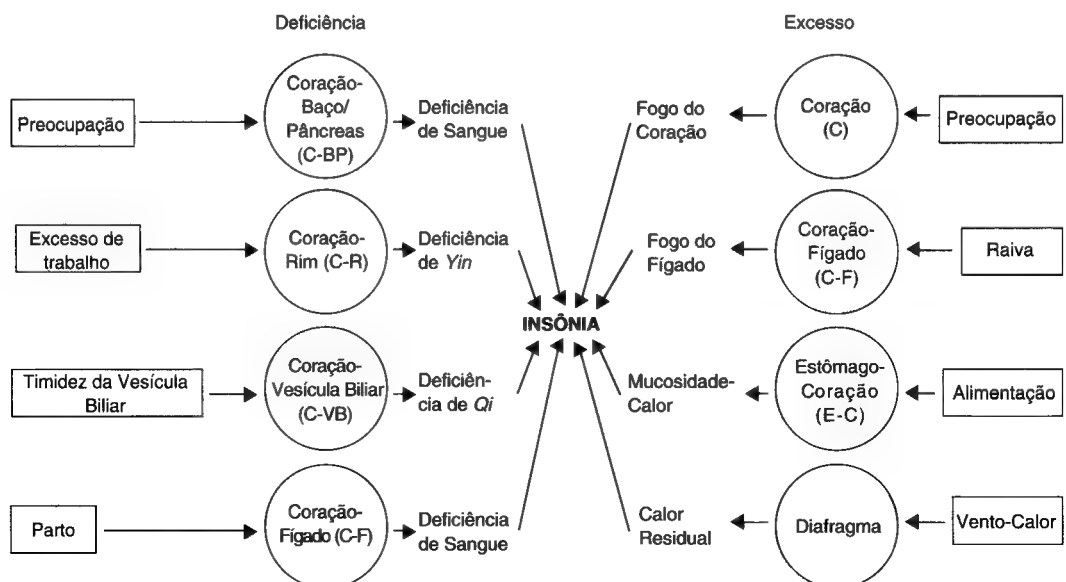 Deficiência
Excesso
Preocupação
Coração-
Baço/
Pâncreas
(C-BP)
Deficiência
de Sangue
Fogo do
Coração
Coração
(C)
Preocupação
Excesso de
trabalho
Coração-
Rim (C-R)
Deficiência
de Yin
Fogo do
Fígado
Coração-
Fígado
(C-F)
Raiva
INSÔNIA
Timidez da Vesícula
Biliar
Coração-
Vesícula Biliar
(C-VB)
Deficiên-
cia de Qi
Mucosidade-
Calor
Estômago-
Coração
(E-C)
Alimentação
Parto
Coração-
Fígado (C-F)
Deficiência
de Sangue
Calor
Residual
Diafragma
Vento-Calor